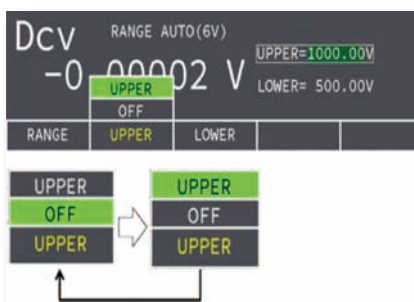 DCV RANGE AUTO(6V)
UPPER=1000.00V
-0.00002 V
LOWER= 500.00V
UPPER
OFF
RANGE UPPER LOWER
UPPER UPPER
OFF OFF
UPPER UPPER